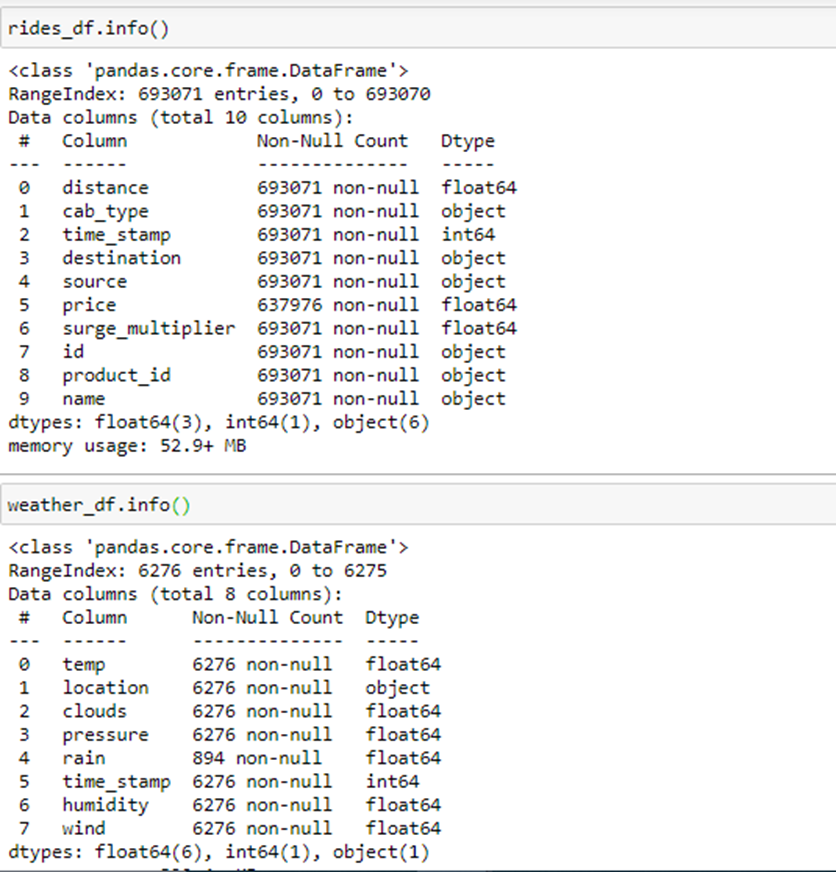 rides_df.info()
<class 'pandas.core.frame.DataFrame'>
RangeIndex: 693071 entries, 0 to 693070
Data columns (total 10 columns):
 #   Column            Non-Null Count   Dtype
---  ------            --------------   -----
 0   distance          693071 non-null  float64
 1   cab_type          693071 non-null  object
 2   time_stamp        693071 non-null  int64
 3   destination       693071 non-null  object
 4   source            693071 non-null  object
 5   price             637976 non-null  float64
 6   surge_multiplier  693071 non-null  float64
 7   id                693071 non-null  object
 8   product_id        693071 non-null  object
 9   name              693071 non-null  object
dtypes: float64(3), int64(1), object(6)
memory usage: 52.9+ MB
weather_df.info()
<class 'pandas.core.frame.DataFrame'>
RangeIndex: 6276 entries, 0 to 6275
Data columns (total 8 columns):
 #   Column      Non-Null Count  Dtype
---  ------      --------------  -----
 0   temp        6276 non-null   float64
 1   location    6276 non-null   object
 2   clouds      6276 non-null   float64
 3   pressure    6276 non-null   float64
 4   rain        894 non-null    float64
 5   time_stamp  6276 non-null   int64
 6   humidity    6276 non-null   float64
 7   wind        6276 non-null   float64
dtypes: float64(6), int64(1), object(1)